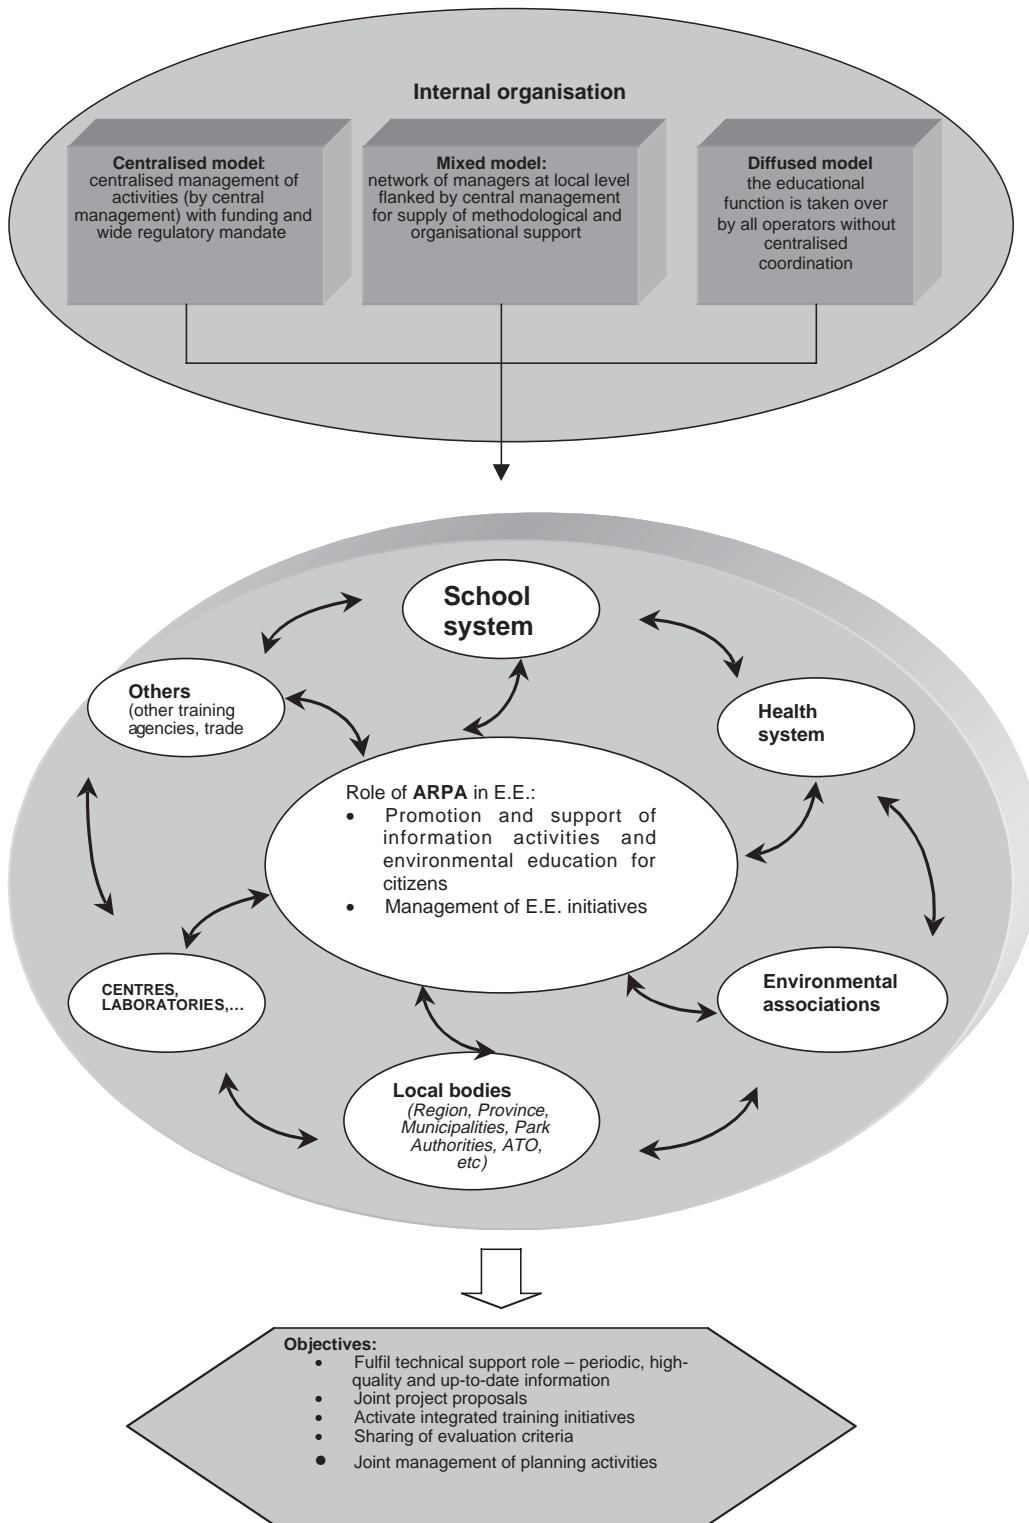 Internal organisation
Centralised model:
centralised management of
activities (by central
management) with funding and
wide regulatory mandate
Mixed model:
network of managers at local level
flanked by central management
for supply of methodological and
organisational support
Diffused model
the educational
function is taken over
by all operators without
centralised
coordination
School
system
Others
(other training
agencies, trade
Health
system
Role of ARPA in E.E.:
• Promotion and support of
information activities and
environmental education for
citizens
• Management of E.E. initiatives
CENTRES,
LABORATORIES,...
Environmental
associations
Local bodies
(Region, Province,
Municipalities, Park
Authorities, ATO,
etc)
Objectives:
• Fulfil technical support role – periodic, high-
quality and up-to-date information
• Joint project proposals
• Activate integrated training initiatives
• Sharing of evaluation criteria
• Joint management of planning activities